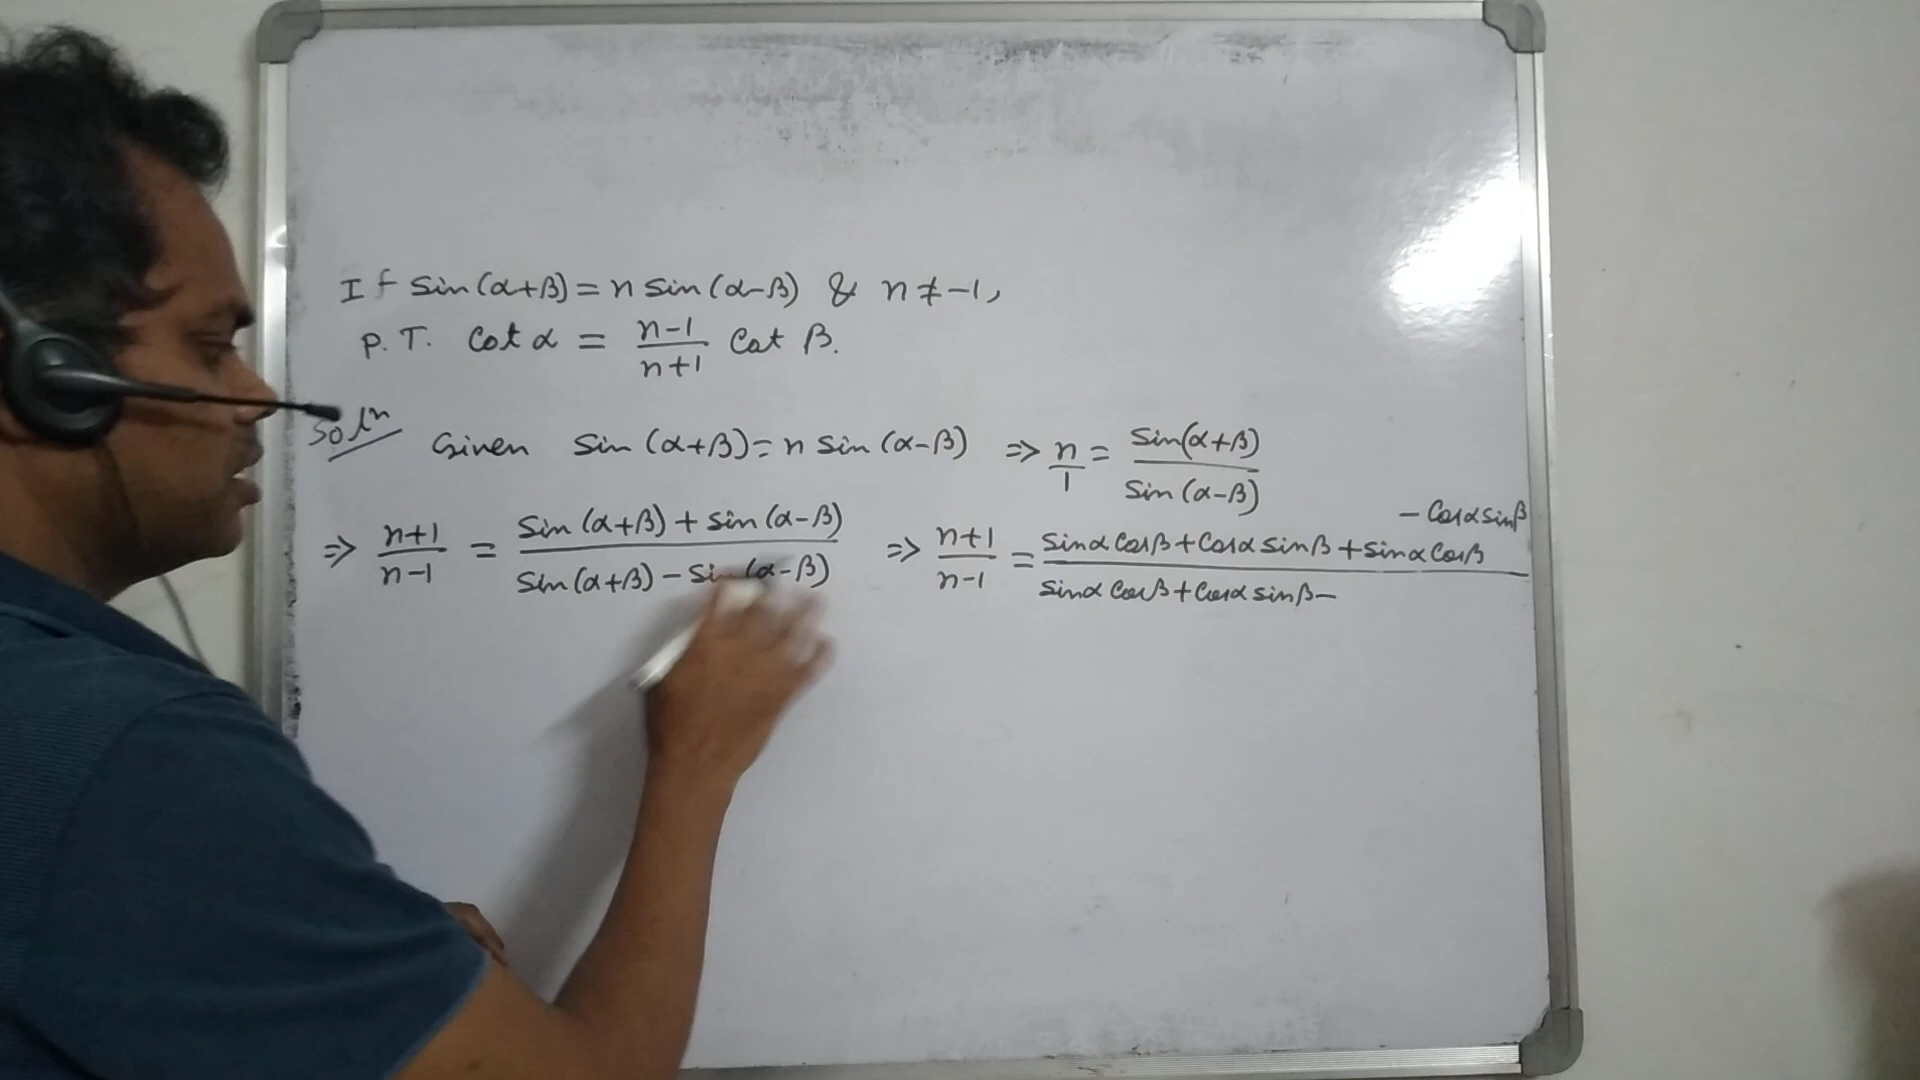 If Sin(α+β) = n Sin(α-β) & n ≠ -1,
P.T. Cot α = n-1/n+1 Cot β.
Soln Given Sin(α+β) = n Sin(α-β) ⇒ n/1 = Sin(α+β)/Sin(α-β)
⇒ n+1/n-1 = Sin(α+β) + Sin(α-β)/Sin(α+β) - Sin(α-β) ⇒ n+1/n-1 = Sinα Cosβ + Cosα Sinβ + Sinα Cosβ - Cosα Sinβ/Sinα Cosβ + Cosα Sinβ -